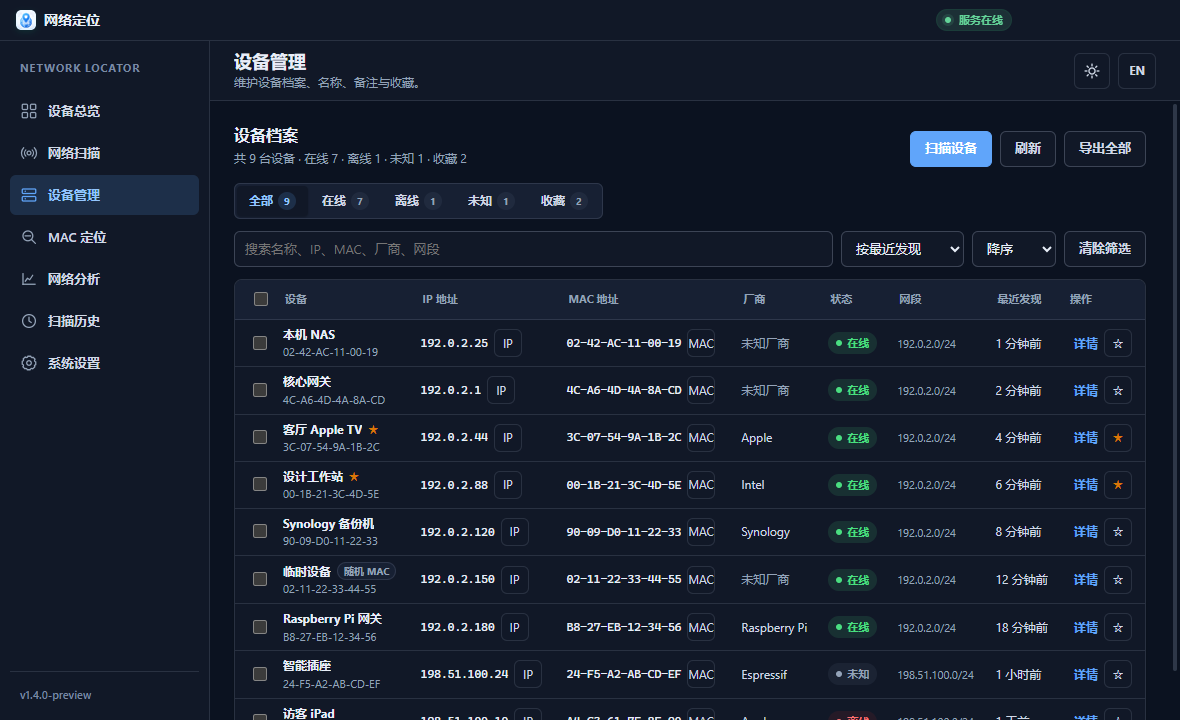 网络定位
服务在线
NETWORK LOCATOR
设备总览
网络扫描
设备管理
MAC 定位
网络分析
扫描历史
系统设置
v1.4.0-preview
设备管理
维护设备档案、名称、备注与收藏。
EN
设备档案
共 9 台设备 · 在线 7 · 离线 1 · 未知 1 · 收藏 2
扫描设备 刷新 导出全部
全部 9 在线 7 离线 1 未知 1 收藏 2
搜索名称、IP、MAC、厂商、网段
按最近发现 降序 清除筛选
设备 IP 地址 MAC 地址 厂商 状态 网段 最近发现 操作
本机 NAS
02-42-AC-11-00-19
192.0.2.25 IP 02-42-AC-11-00-19 MAC 未知厂商 在线 192.0.2.0/24 1 分钟前 详情 ☆
核心网关
4C-A6-4D-4A-8A-CD
192.0.2.1 IP 4C-A6-4D-4A-8A-CD MAC 未知厂商 在线 192.0.2.0/24 2 分钟前 详情 ☆
客厅 Apple TV ★
3C-07-54-9A-1B-2C
192.0.2.44 IP 3C-07-54-9A-1B-2C MAC Apple 在线 192.0.2.0/24 4 分钟前 详情 ★
设计工作站 ★
00-1B-21-3C-4D-5E
192.0.2.88 IP 00-1B-21-3C-4D-5E MAC Intel 在线 192.0.2.0/24 6 分钟前 详情 ★
Synology 备份机
90-09-D0-11-22-33
192.0.2.120 IP 90-09-D0-11-22-33 MAC Synology 在线 192.0.2.0/24 8 分钟前 详情 ☆
临时设备 随机 MAC
02-11-22-33-44-55
192.0.2.150 IP 02-11-22-33-44-55 MAC 未知厂商 在线 192.0.2.0/24 12 分钟前 详情 ☆
Raspberry Pi 网关
B8-27-EB-12-34-56
192.0.2.180 IP B8-27-EB-12-34-56 MAC Raspberry Pi 在线 192.0.2.0/24 18 分钟前 详情 ☆
智能插座
24-F5-A2-AB-CD-EF
198.51.100.24 IP 24-F5-A2-AB-CD-EF MAC Espressif 未知 198.51.100.0/24 1 小时前 详情 ☆
访客 iPad